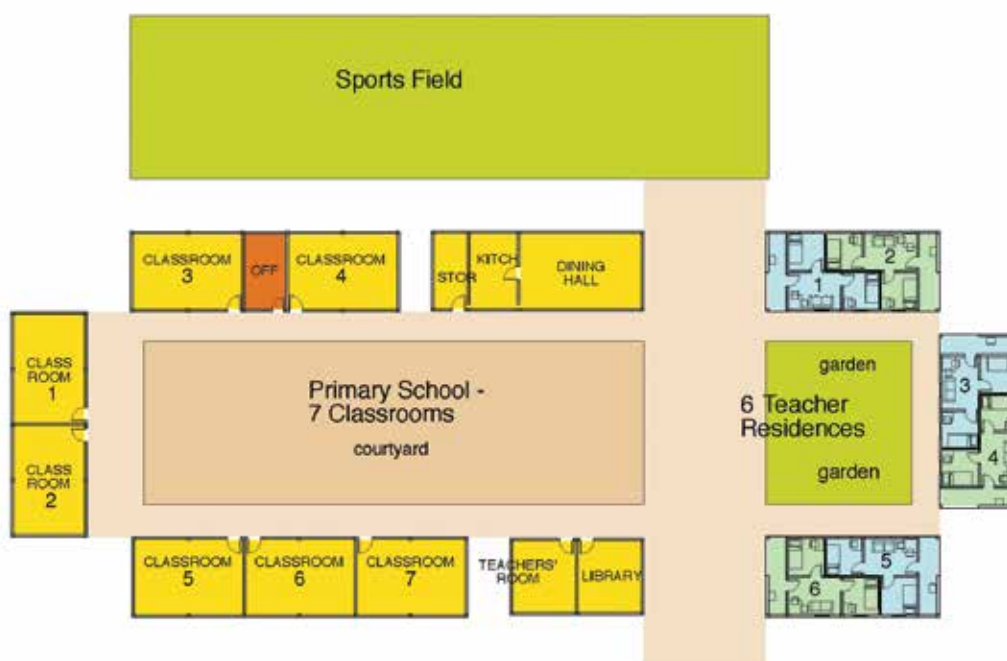 Sports Field
CLASSROOM
3
OFF
CLASSROOM
4
STOR
KITCH
DINING
HALL
1
2
CLASS
ROOM
1
CLASS
ROOM
2
Primary School -
7 Classrooms
courtyard
garden
6 Teacher
Residences
garden
3
4
CLASSROOM
5
CLASSROOM
6
CLASSROOM
7
TEACHERS'
ROOM
LIBRARY
6
5